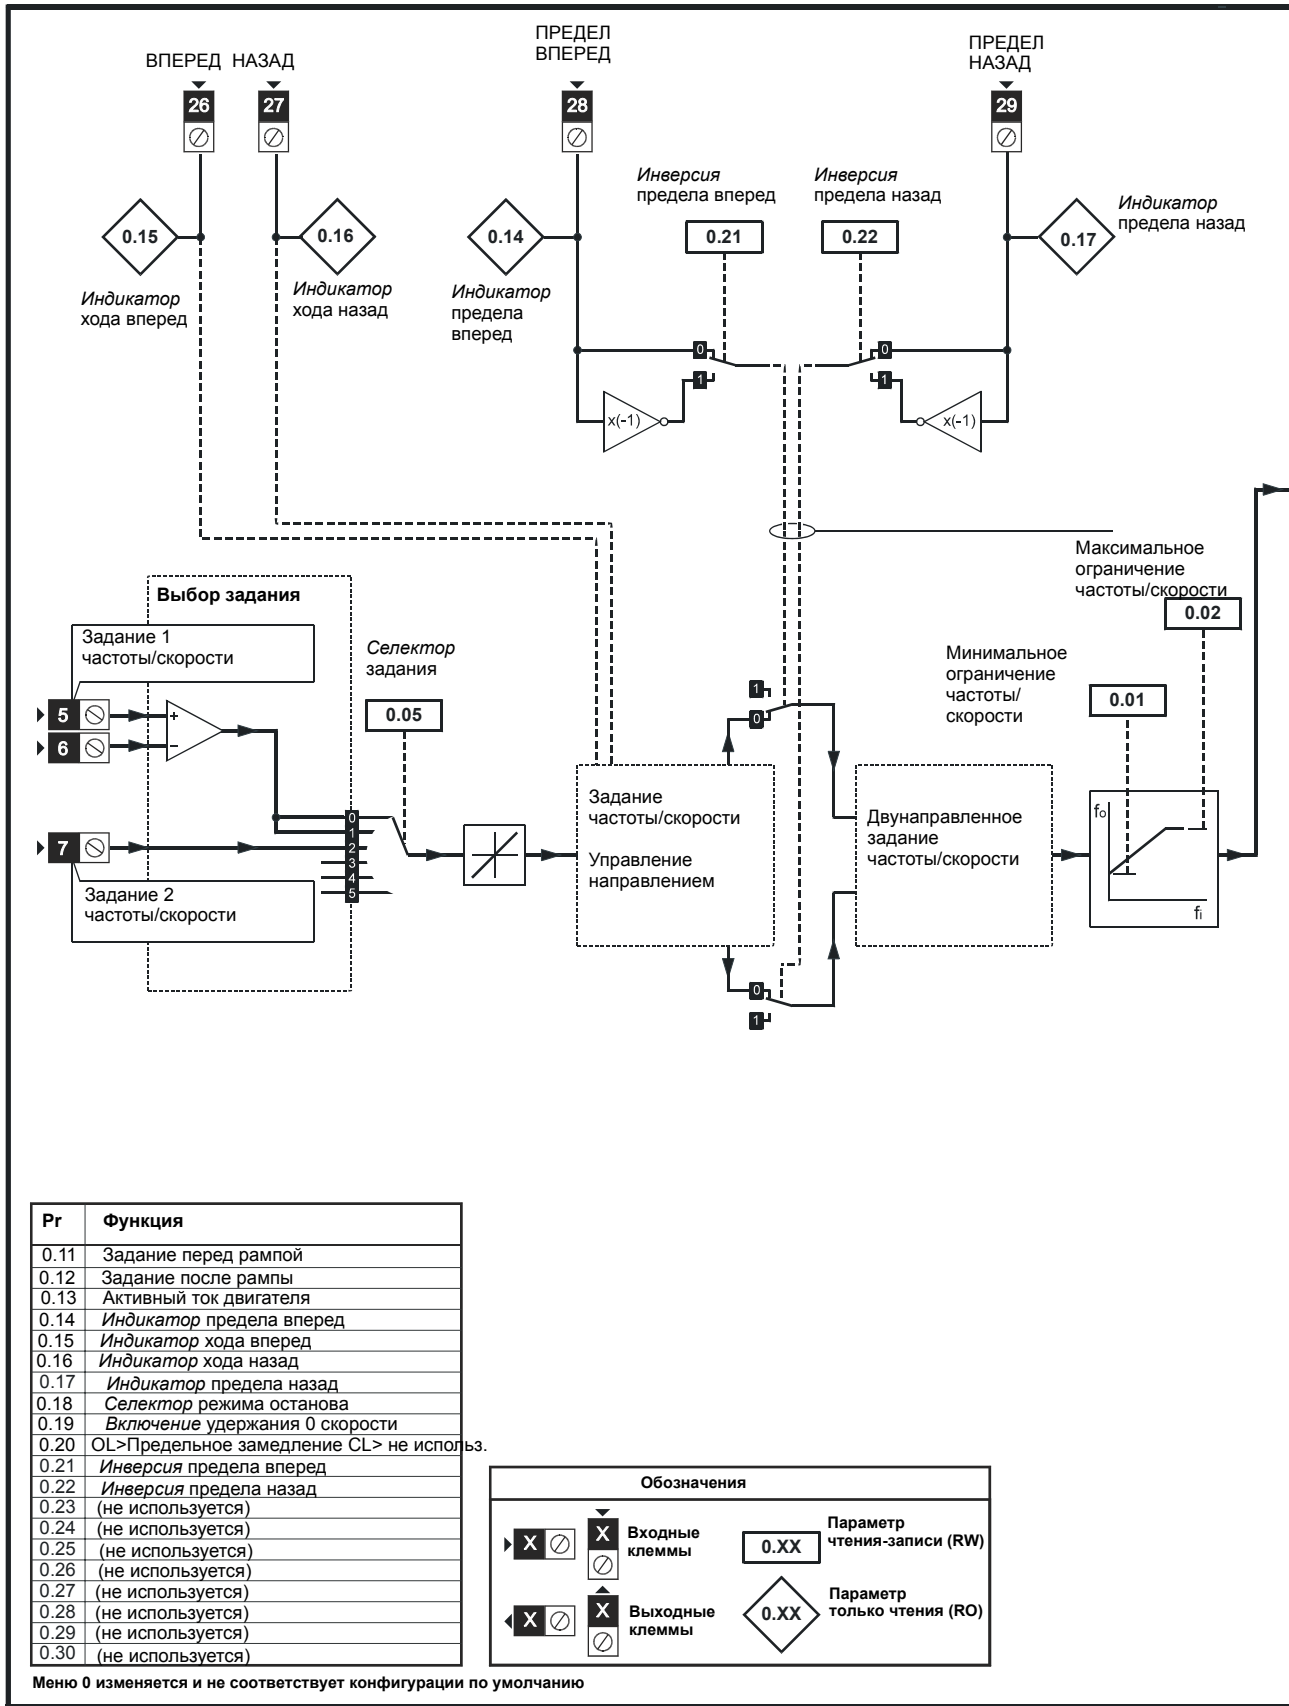 ВПЕРЕД
НАЗАД
ПРЕДЕЛ
ВПЕРЕД
ПРЕДЕЛ
НАЗАД
26
27
28
29
Инверсия
предела вперед
Инверсия
предела назад
Индикатор
предела назад
0.15
0.16
0.14
0.21
0.22
0.17
Индикатор
хода вперед
Индикатор
хода назад
Индикатор
предела
вперед
0
1
0
1
x(-1)
x(-1)
Максимальное
ограничение
частоты/скорости
0.02
Выбор задания
Задание 1
частоты/скорости
Селектор
задания
0.05
Минимальное
ограничение
частоты/
скорости
0.01
5
6
+
−
7
0
1
2
3
4
5
Задание 2
частоты/скорости
1
0
Задание
частоты/скорости
Управление
направлением
Двунаправленное
задание
частоты/скорости
fo
fi
0
1
Pr Функция
0.11 Задание перед рампой
0.12 Задание после рампы
0.13 Активный ток двигателя
0.14 Индикатор предела вперед
0.15 Индикатор хода вперед
0.16 Индикатор хода назад
0.17 Индикатор предела назад
0.18 Селектор режима останова
0.19 Включение удержания 0 скорости
0.20 OL>Предельное замедление CL> не использ.
0.21 Инверсия предела вперед
0.22 Инверсия предела назад
0.23 (не используется)
0.24 (не используется)
0.25 (не используется)
0.26 (не используется)
0.27 (не используется)
0.28 (не используется)
0.29 (не используется)
0.30 (не используется)
Обозначения
X
X
Входные
клеммы
0.XX
Параметр
чтения-записи (RW)
X
X
Выходные
клеммы
0.XX
Параметр
только чтения (RO)
Меню 0 изменяется и не соответствует конфигурации по умолчанию